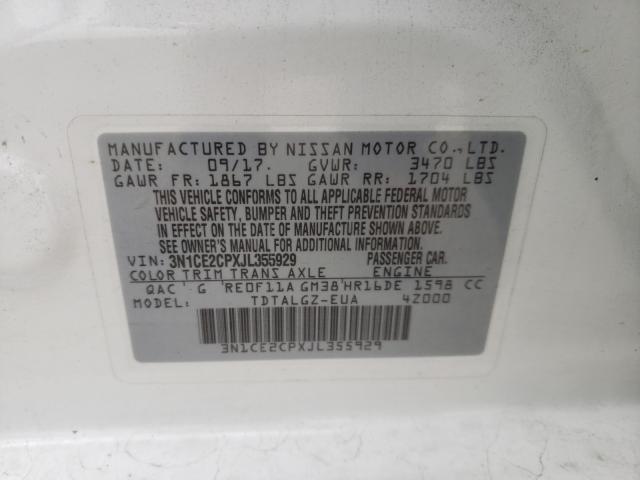 MANUFACTURED BY NISSAN MOTOR CO., LTD.
DATE: 09/17. GVWR: 3470 LBS
GAWR FR: 1867 LBS GAWR RR: 1704 LBS
THIS VEHICLE CONFORMS TO ALL APPLICABLE FEDERAL MOTOR
VEHICLE SAFETY, BUMPER AND THEFT PREVENTION STANDARDS
IN EFFECT ON THE DATE OF MANUFACTURE SHOWN ABOVE.
SEE OWNER'S MANUAL FOR ADDITIONAL INFORMATION.
VIN: 3N1CE2CPXJL355929 PASSENGER CAR.
COLOR TRIM TRANS AXLE ENGINE
QAC G RE0F11A GM38 HR16DE 1598 CC
MODEL: TDTALGZ-EUA 4Z000
3N1CE2CPXJL355929